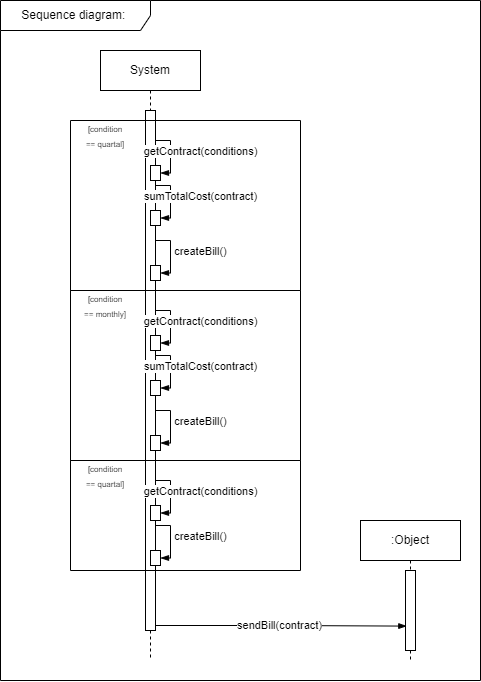 Sequence diagram:
System
[condition
== quartal]
getContract(conditions)
sumTotalCost(contract)
createBill()
[condition
== monthly]
getContract(conditions)
sumTotalCost(contract)
createBill()
[condition
== quartal]
getContract(conditions)
createBill()
:Object
sendBill(contract)